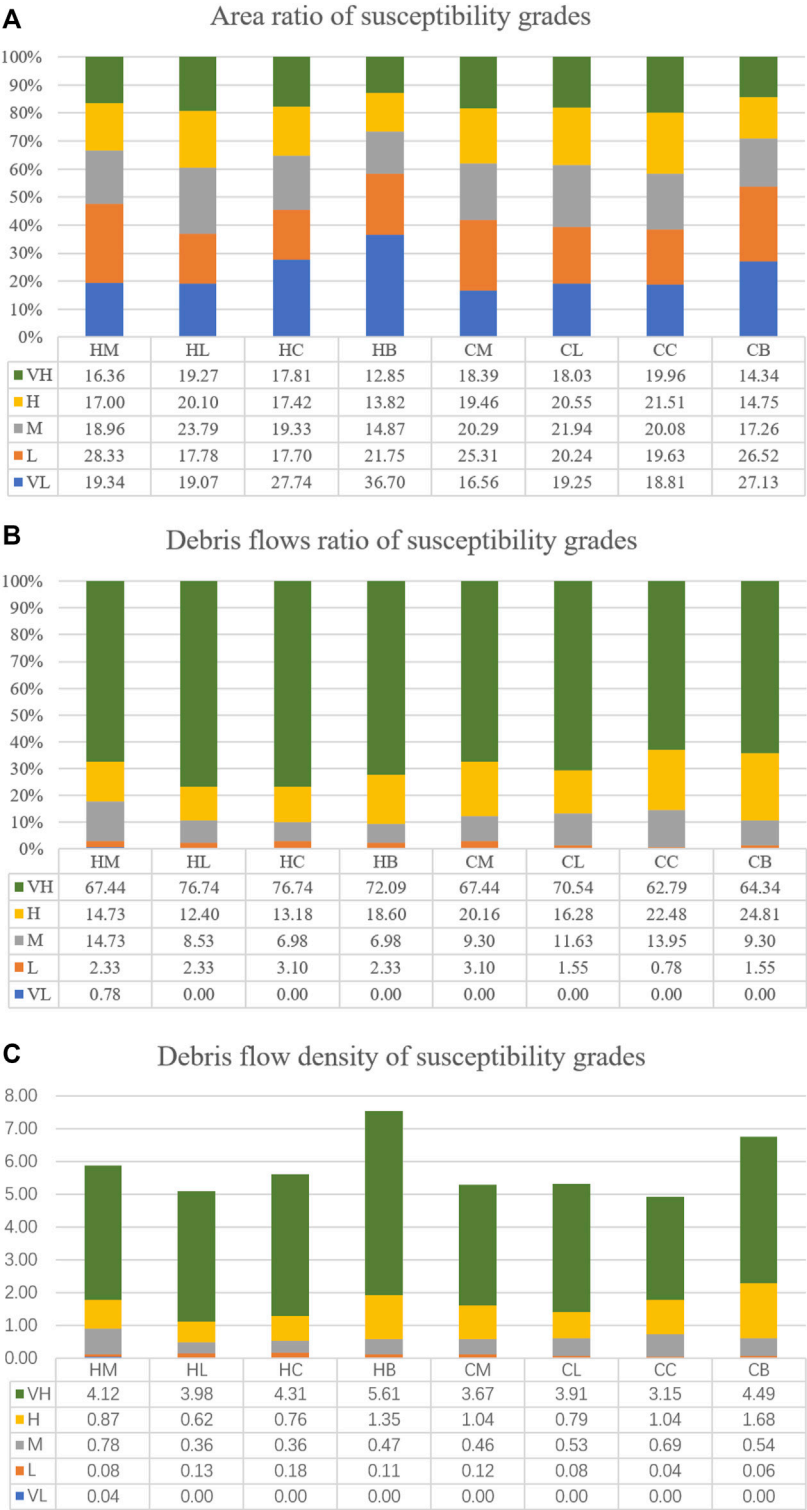 A
Area ratio of susceptibility grades
100%
90%
80%
70%
60%
50%
40%
30%
20%
10%
0%
HM HL HC HB CM CL CC CB
VH 16.36 19.27 17.81 12.85 18.39 18.03 19.96 14.34
H 17.00 20.10 17.42 13.82 19.46 20.55 21.51 14.75
M 18.96 23.79 19.33 14.87 20.29 21.94 20.08 17.26
L 28.33 17.78 17.70 21.75 25.31 20.24 19.63 26.52
VL 19.34 19.07 27.74 36.70 16.56 19.25 18.81 27.13
B
Debris flows ratio of susceptibility grades
100%
90%
80%
70%
60%
50%
40%
30%
20%
10%
0%
HM HL HC HB CM CL CC CB
VH 67.44 76.74 76.74 72.09 67.44 70.54 62.79 64.34
H 14.73 12.40 13.18 18.60 20.16 16.28 22.48 24.81
M 14.73 8.53 6.98 6.98 9.30 11.63 13.95 9.30
L 2.33 2.33 3.10 2.33 3.10 1.55 0.78 1.55
VL 0.78 0.00 0.00 0.00 0.00 0.00 0.00 0.00
C
Debris flow density of susceptibility grades
8.00
7.00
6.00
5.00
4.00
3.00
2.00
1.00
0.00
HM HL HC HB CM CL CC CB
VH 4.12 3.98 4.31 5.61 3.67 3.91 3.15 4.49
H 0.87 0.62 0.76 1.35 1.04 0.79 1.04 1.68
M 0.78 0.36 0.36 0.47 0.46 0.53 0.69 0.54
L 0.08 0.13 0.18 0.11 0.12 0.08 0.04 0.06
VL 0.04 0.00 0.00 0.00 0.00 0.00 0.00 0.00